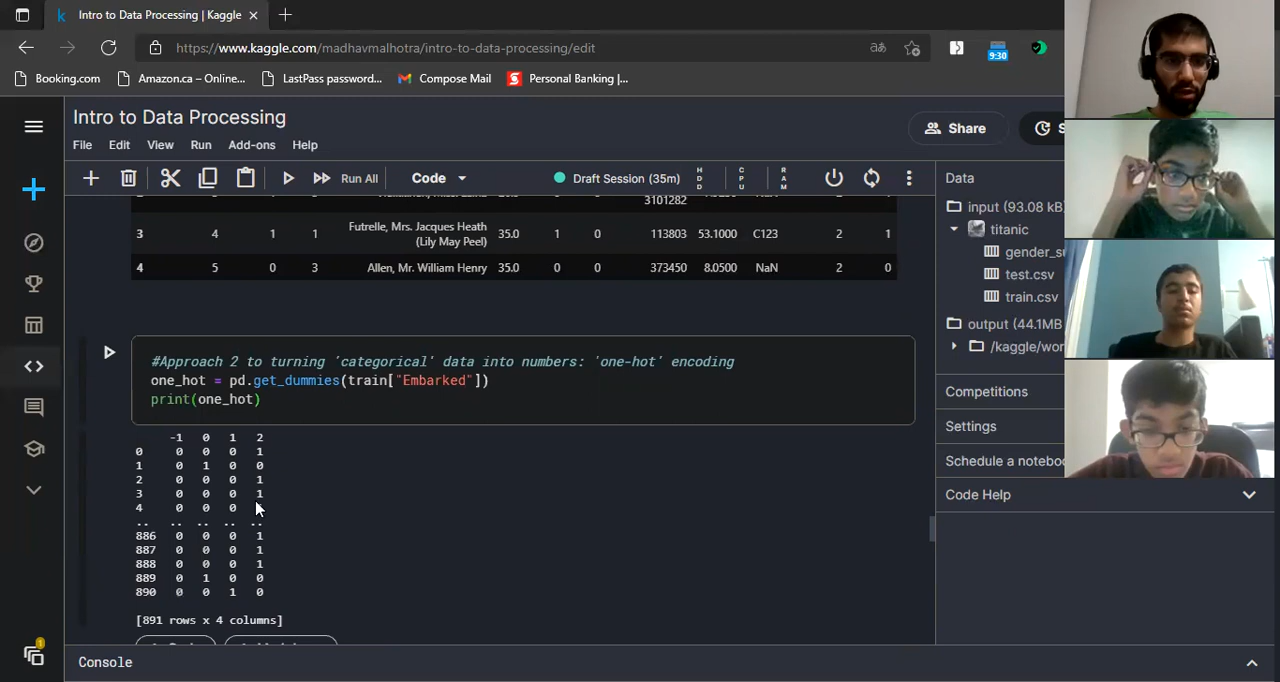 Intro to Data Processing | Kaggle
https://www.kaggle.com/madhavmalhotra/intro-to-data-processing/edit
9:30
Booking.com
Amazon.ca – Online...
LastPass password...
Compose Mail
Personal Banking |...
Intro to Data Processing
File Edit View Run Add-ons Help
Share
Run All
Code
Draft Session (35m)
HDD
CPU
RAM
3101282
3 4 1 1 Futrelle, Mrs. Jacques Heath (Lily May Peel) 35.0 1 0 113803 53.1000 C123 2 1
4 5 0 3 Allen, Mr. William Henry 35.0 0 0 373450 8.0500 NaN 2 0
#Approach 2 to turning 'categorical' data into numbers: 'one-hot' encoding
one_hot = pd.get_dummies(train["Embarked"])
print(one_hot)
-1 0 1 2
0 0 0 0 1
1 0 1 0 0
2 0 0 0 1
3 0 0 0 1
4 0 0 0
.. .. .. .. ..
886 0 0 0 1
887 0 0 0 1
888 0 0 0 1
889 0 1 0 0
890 0 0 1 0
[891 rows x 4 columns]
Data
input (93.08 kB
titanic
gender_su
test.csv
train.csv
output (44.1MB
/kaggle/wor
Competitions
Settings
Schedule a notebo
Code Help
1
Console